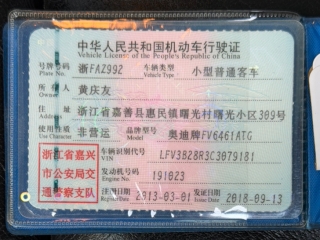 中华人民共和国机动车行驶证
Vehicle License of the People's Republic of China
号牌号码 浙FAZ992 车辆类型 小型普通客车
Plate No. Vehicle Type
所有人 黄庆友
Owner
住址 浙江省嘉善县惠民镇曙光村曙光小区309号
Address
使用性质 非营运 品牌型号 奥迪牌FV6461ATG
Use Character Model
浙江省嘉兴
市公安局交
通警察支队
车辆识别代号 LFV3B28R3C3079181
VIN
发动机号码 191023
Engine No.
注册日期 2013-03-01 发证日期 2018-09-13
Register Date Issue Date